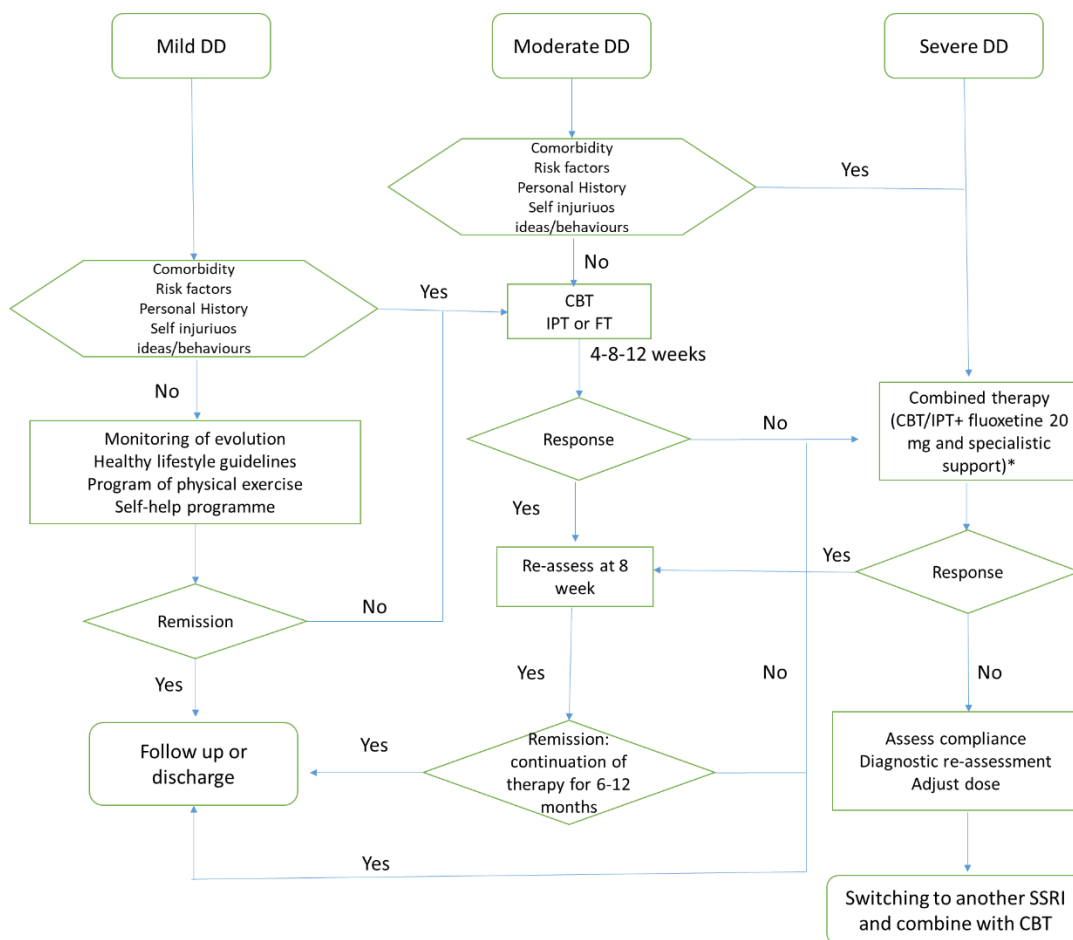 Mild DD
Moderate DD
Severe DD
Comorbidity
Risk factors
Personal History
Self injuriuos
ideas/behaviours
Yes
No
Comorbidity
Risk factors
Personal History
Self injuriuos
ideas/behaviours
Yes
No
CBT
IPT or FT
4-8-12 weeks
Response
No
Yes
Combined therapy
(CBT/IPT+ fluoxetine 20
mg and specialistic
support)*
Monitoring of evolution
Healthy lifestyle guidelines
Program of physical exercise
Self-help programme
Re-assess at 8
week
Yes
Response
Remission
No
Yes
Yes
No
No
Follow up or
discharge
Yes
Remission:
continuation of
therapy for 6-12
months
Assess compliance
Diagnostic re-assessment
Adjust dose
Yes
Switching to another SSRI
and combine with CBT